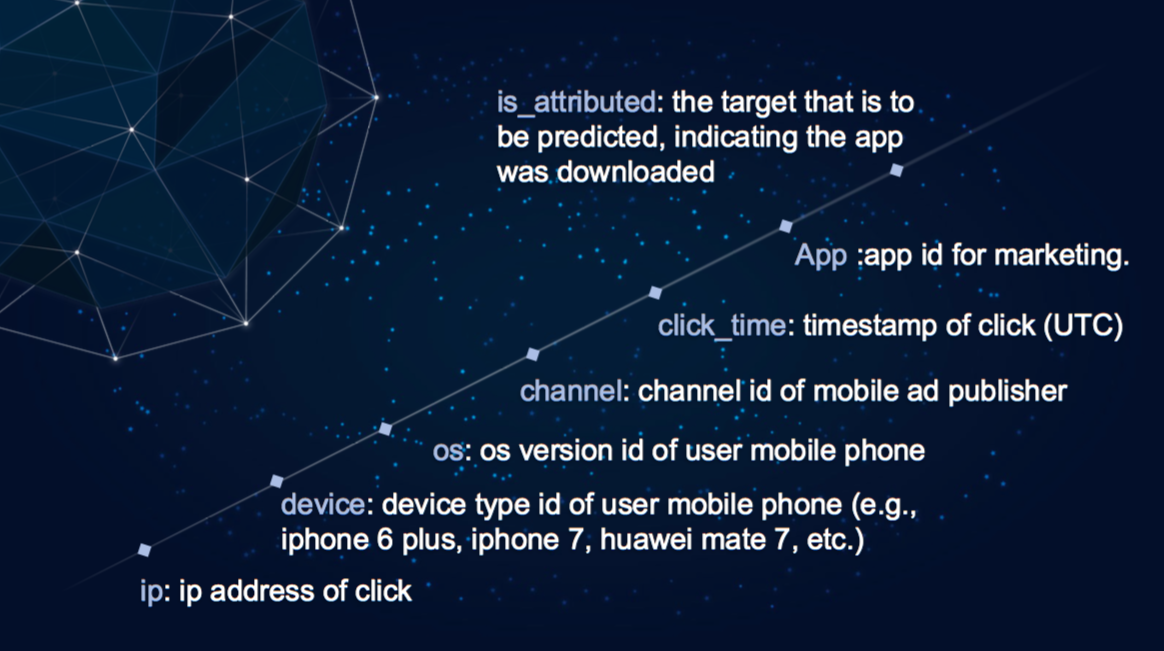 is_attributed: the target that is to
be predicted, indicating the app
was downloaded
App :app id for marketing.
click_time: timestamp of click (UTC)
channel: channel id of mobile ad publisher
os: os version id of user mobile phone
device: device type id of user mobile phone (e.g.,
iphone 6 plus, iphone 7, huawei mate 7, etc.)
ip: ip address of click